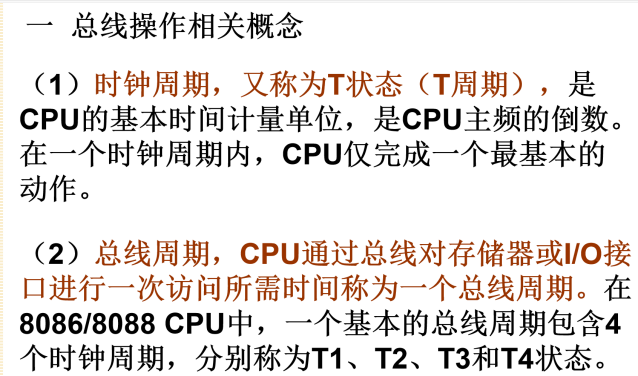 一 总线操作相关概念
（1）时钟周期，又称为T状态（T周期），是
CPU的基本时间计量单位，是CPU主频的倒数。
在一个时钟周期内，CPU仅完成一个最基本的
动作。
（2）总线周期，CPU通过总线对存储器或I/O接
口进行一次访问所需时间称为一个总线周期。在
8086/8088 CPU中，一个基本的总线周期包含4
个时钟周期，分别称为T1、T2、T3和T4状态。